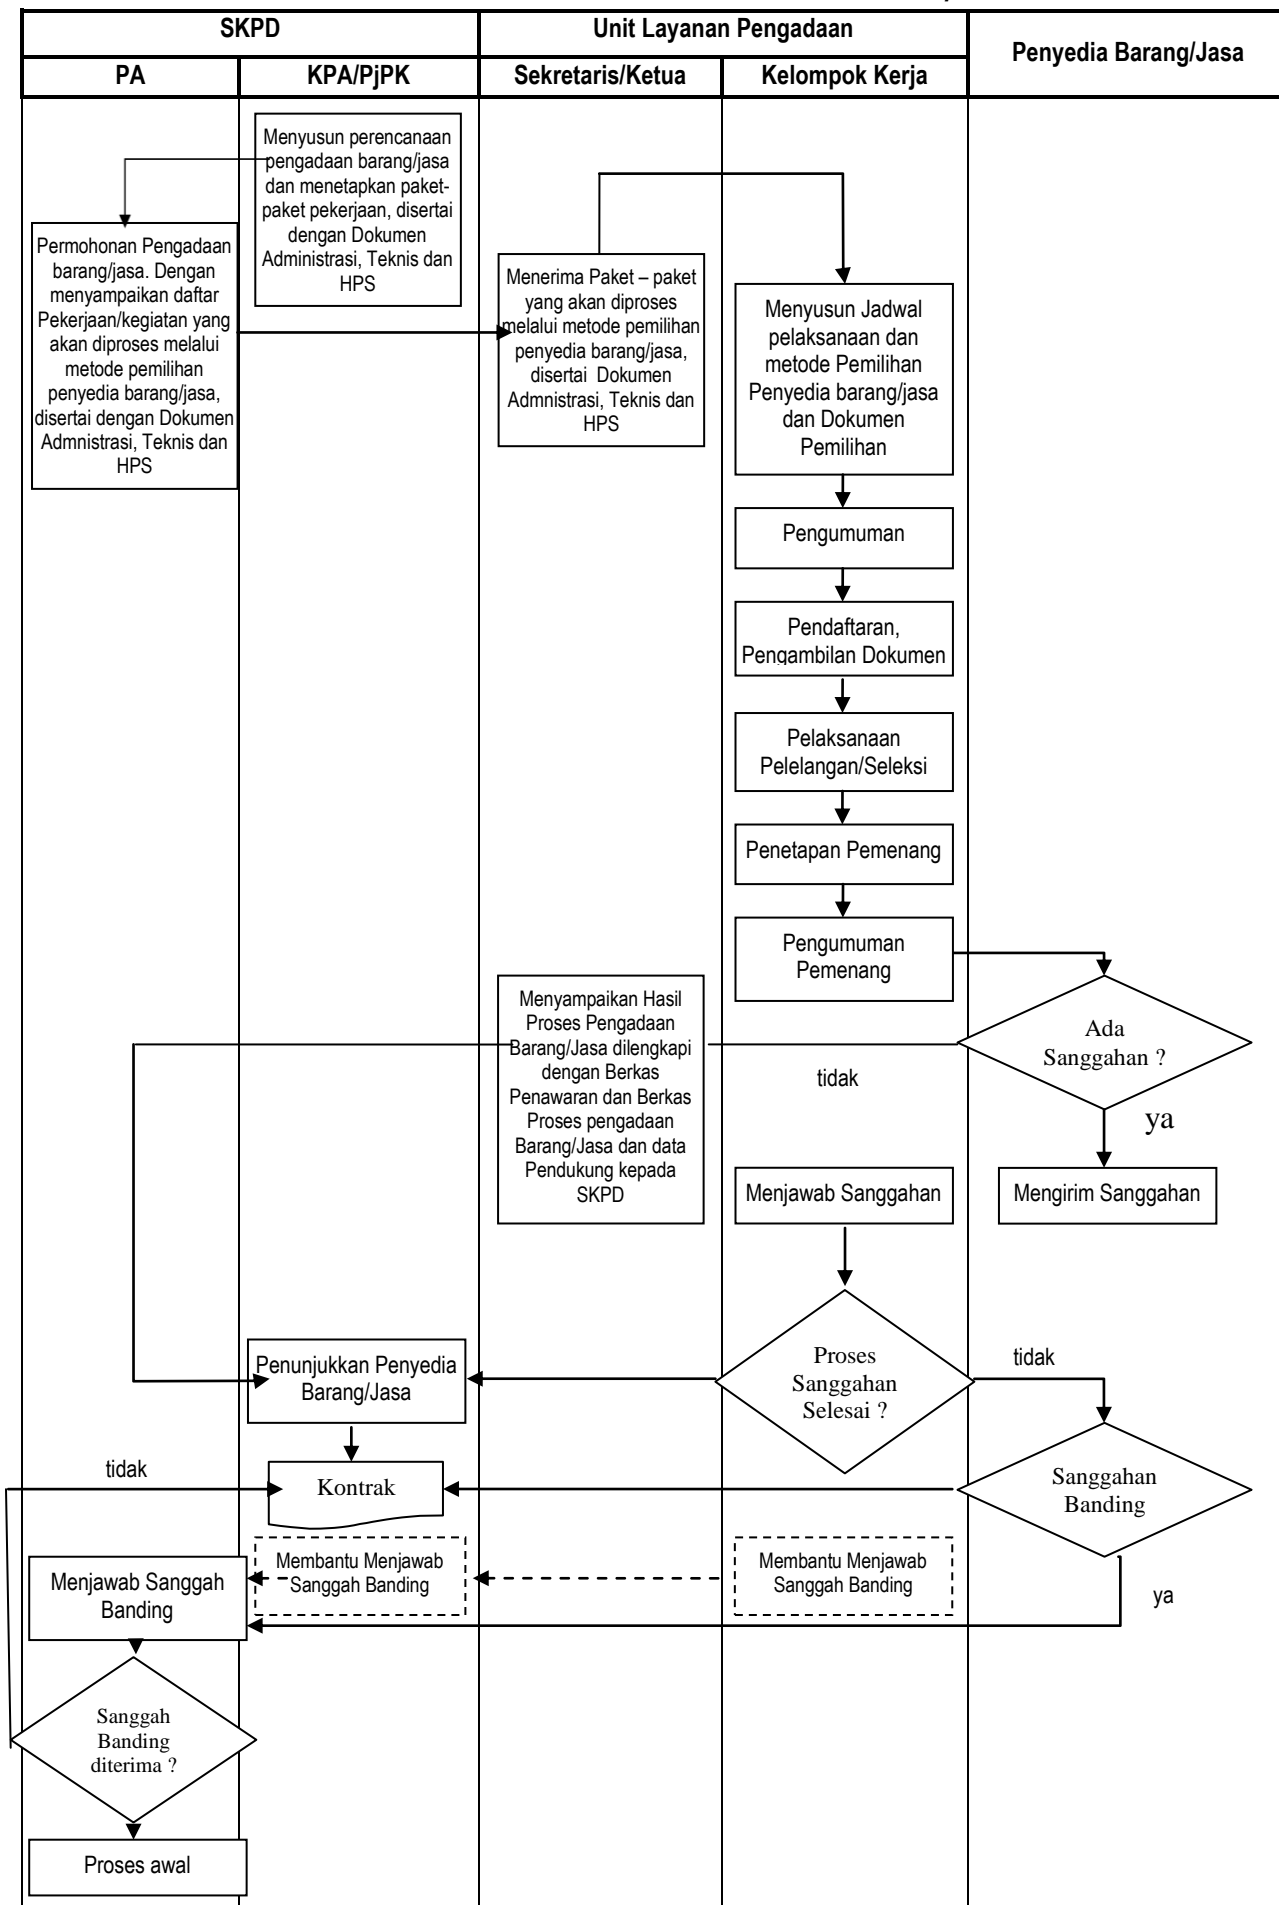 SKPD
Unit Layanan Pengadaan
Penyedia Barang/Jasa
PA
KPA/PjPK
Sekretaris/Ketua
Kelompok Kerja
Menyusun perencanaan
pengadaan barang/jasa
dan menetapkan paket-
paket pekerjaan, disertai
dengan Dokumen
Administrasi, Teknis dan
HPS
Permohonan Pengadaan
barang/jasa. Dengan
menyampaikan daftar
Pekerjaan/kegiatan yang
akan diproses melalui
metode pemilihan
penyedia barang/jasa,
disertai dengan Dokumen
Admnistrasi, Teknis dan
HPS
Menerima Paket – paket
yang akan diproses
melalui metode pemilihan
penyedia barang/jasa,
disertai Dokumen
Admnistrasi, Teknis dan
HPS
Menyusun Jadwal
pelaksanaan dan
metode Pemilihan
Penyedia barang/jasa
dan Dokumen
Pemilihan
Pengumuman
Pendaftaran,
Pengambilan Dokumen
Pelaksanaan
Pelelangan/Seleksi
Penetapan Pemenang
Pengumuman
Pemenang
Menyampaikan Hasil
Proses Pengadaan
Barang/Jasa dilengkapi
dengan Berkas
Penawaran dan Berkas
Proses pengadaan
Barang/Jasa dan data
Pendukung kepada
SKPD
Ada
Sanggahan ?
tidak
ya
Menjawab Sanggahan
Mengirim Sanggahan
Proses
Sanggahan
Selesai ?
tidak
Penunjukkan Penyedia
Barang/Jasa
tidak
Kontrak
Sanggahan
Banding
Membantu Menjawab
Sanggah Banding
Membantu Menjawab
Sanggah Banding
Menjawab Sanggah
Banding
ya
Sanggah
Banding
diterima ?
Proses awal